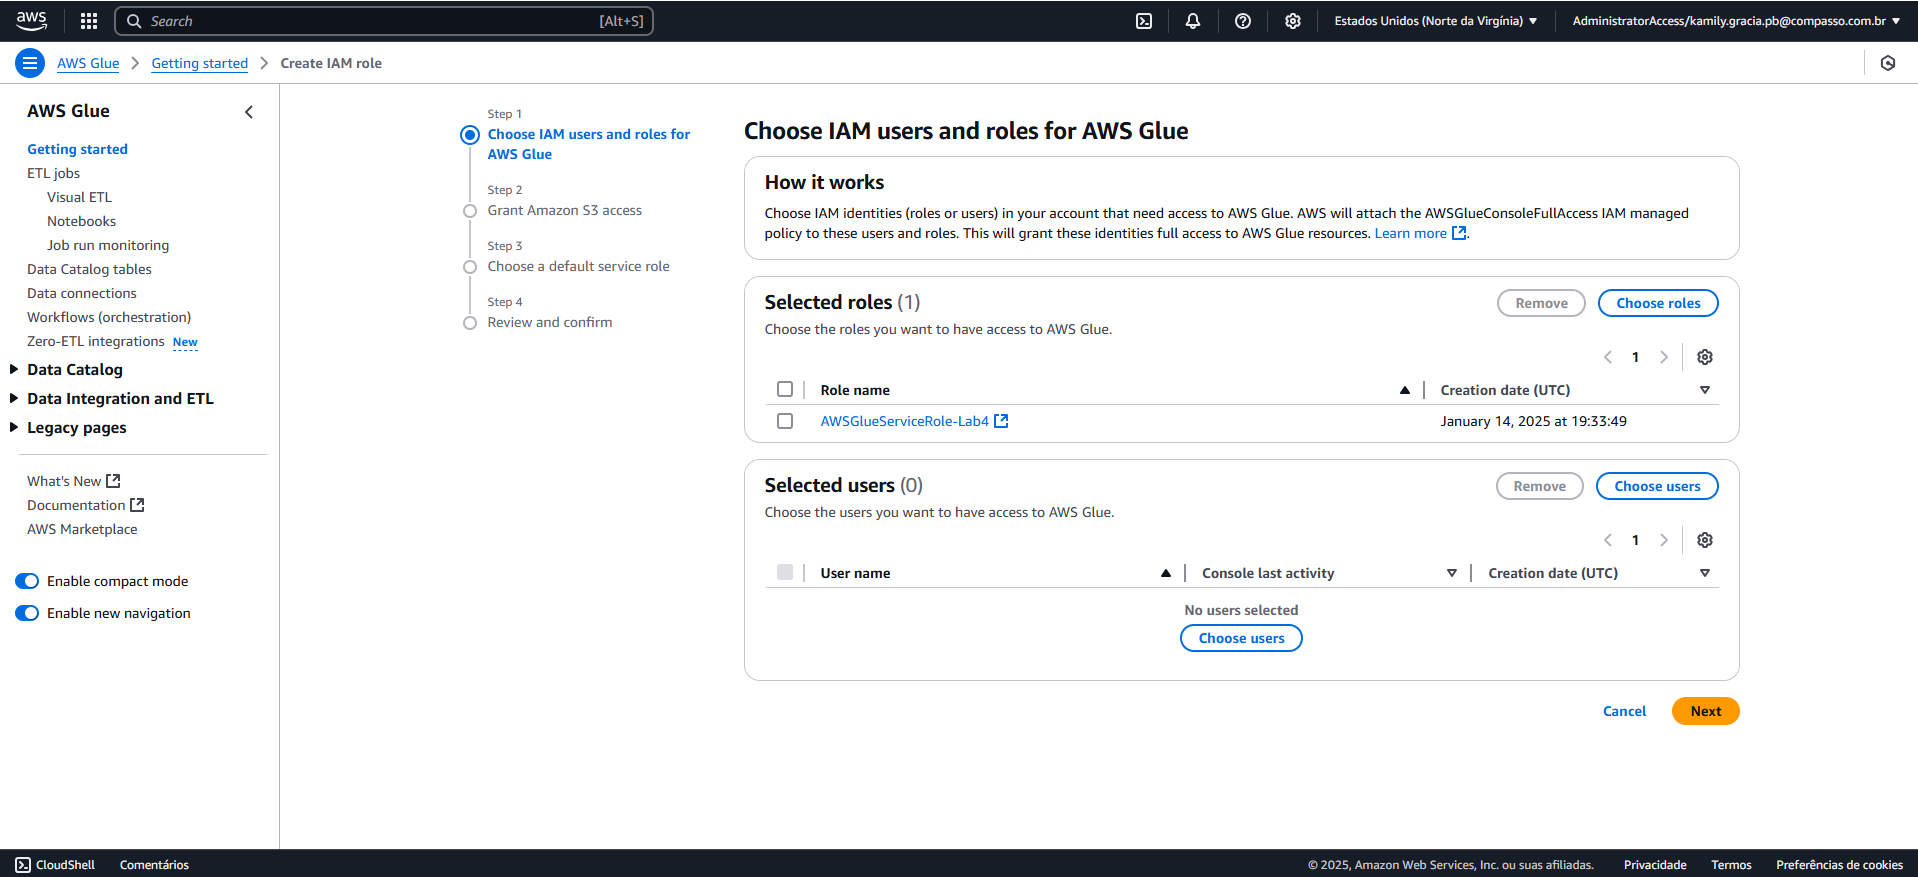 aws
Search
[Alt+S]
Estados Unidos (Norte da Virgínia)
AdministratorAccess/kamily.gracia.pb@compasso.com.br
AWS Glue
Getting started
Create IAM role
AWS Glue
Getting started
ETL jobs
Visual ETL
Notebooks
Job run monitoring
Data Catalog tables
Data connections
Workflows (orchestration)
Zero-ETL integrations New
Data Catalog
Data Integration and ETL
Legacy pages
What's New
Documentation
AWS Marketplace
Enable compact mode
Enable new navigation
Step 1
Choose IAM users and roles for
AWS Glue
Step 2
Grant Amazon S3 access
Step 3
Choose a default service role
Step 4
Review and confirm
Choose IAM users and roles for AWS Glue
How it works
Choose IAM identities (roles or users) in your account that need access to AWS Glue. AWS will attach the AWSGlueConsoleFullAccess IAM managed
policy to these users and roles. This will grant these identities full access to AWS Glue resources. Learn more.
Selected roles (1)
Remove
Choose roles
Choose the roles you want to have access to AWS Glue.
1
Role name
Creation date (UTC)
AWSGlueServiceRole-Lab4
January 14, 2025 at 19:33:49
Selected users (0)
Remove
Choose users
Choose the users you want to have access to AWS Glue.
1
User name
Console last activity
Creation date (UTC)
No users selected
Choose users
Cancel
Next
CloudShell
Comentários
© 2025, Amazon Web Services, Inc. ou suas afiliadas.
Privacidade
Termos
Preferências de cookies